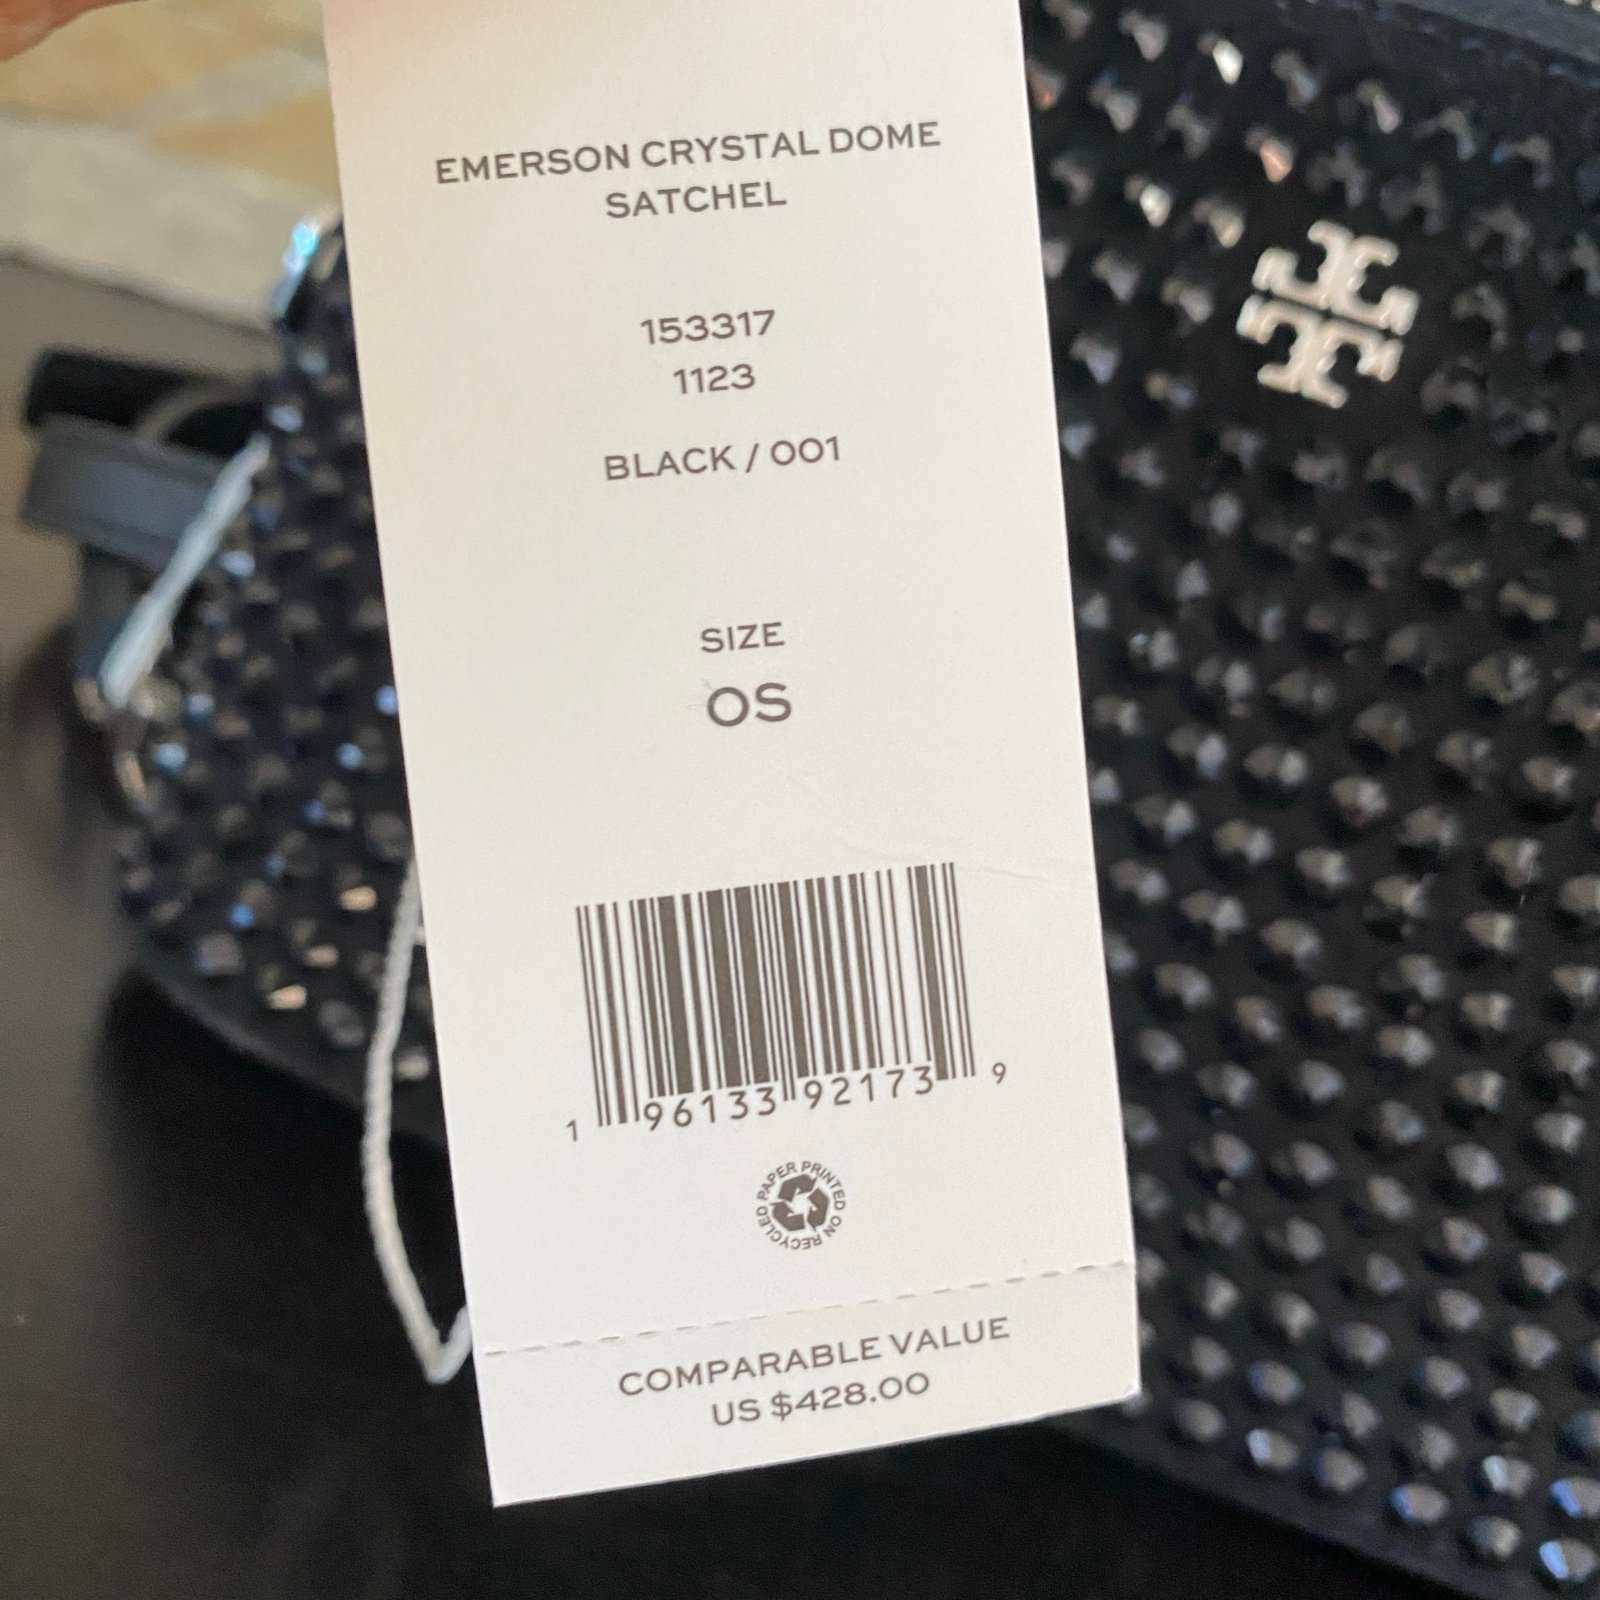 EMERSON CRYSTAL DOME
SATCHEL
153317
1123
BLACK / 001
SIZE
OS
1 96133 92173 9
PAPER PRINTED ON RECYCLED
COMPARABLE VALUE
US $428.00